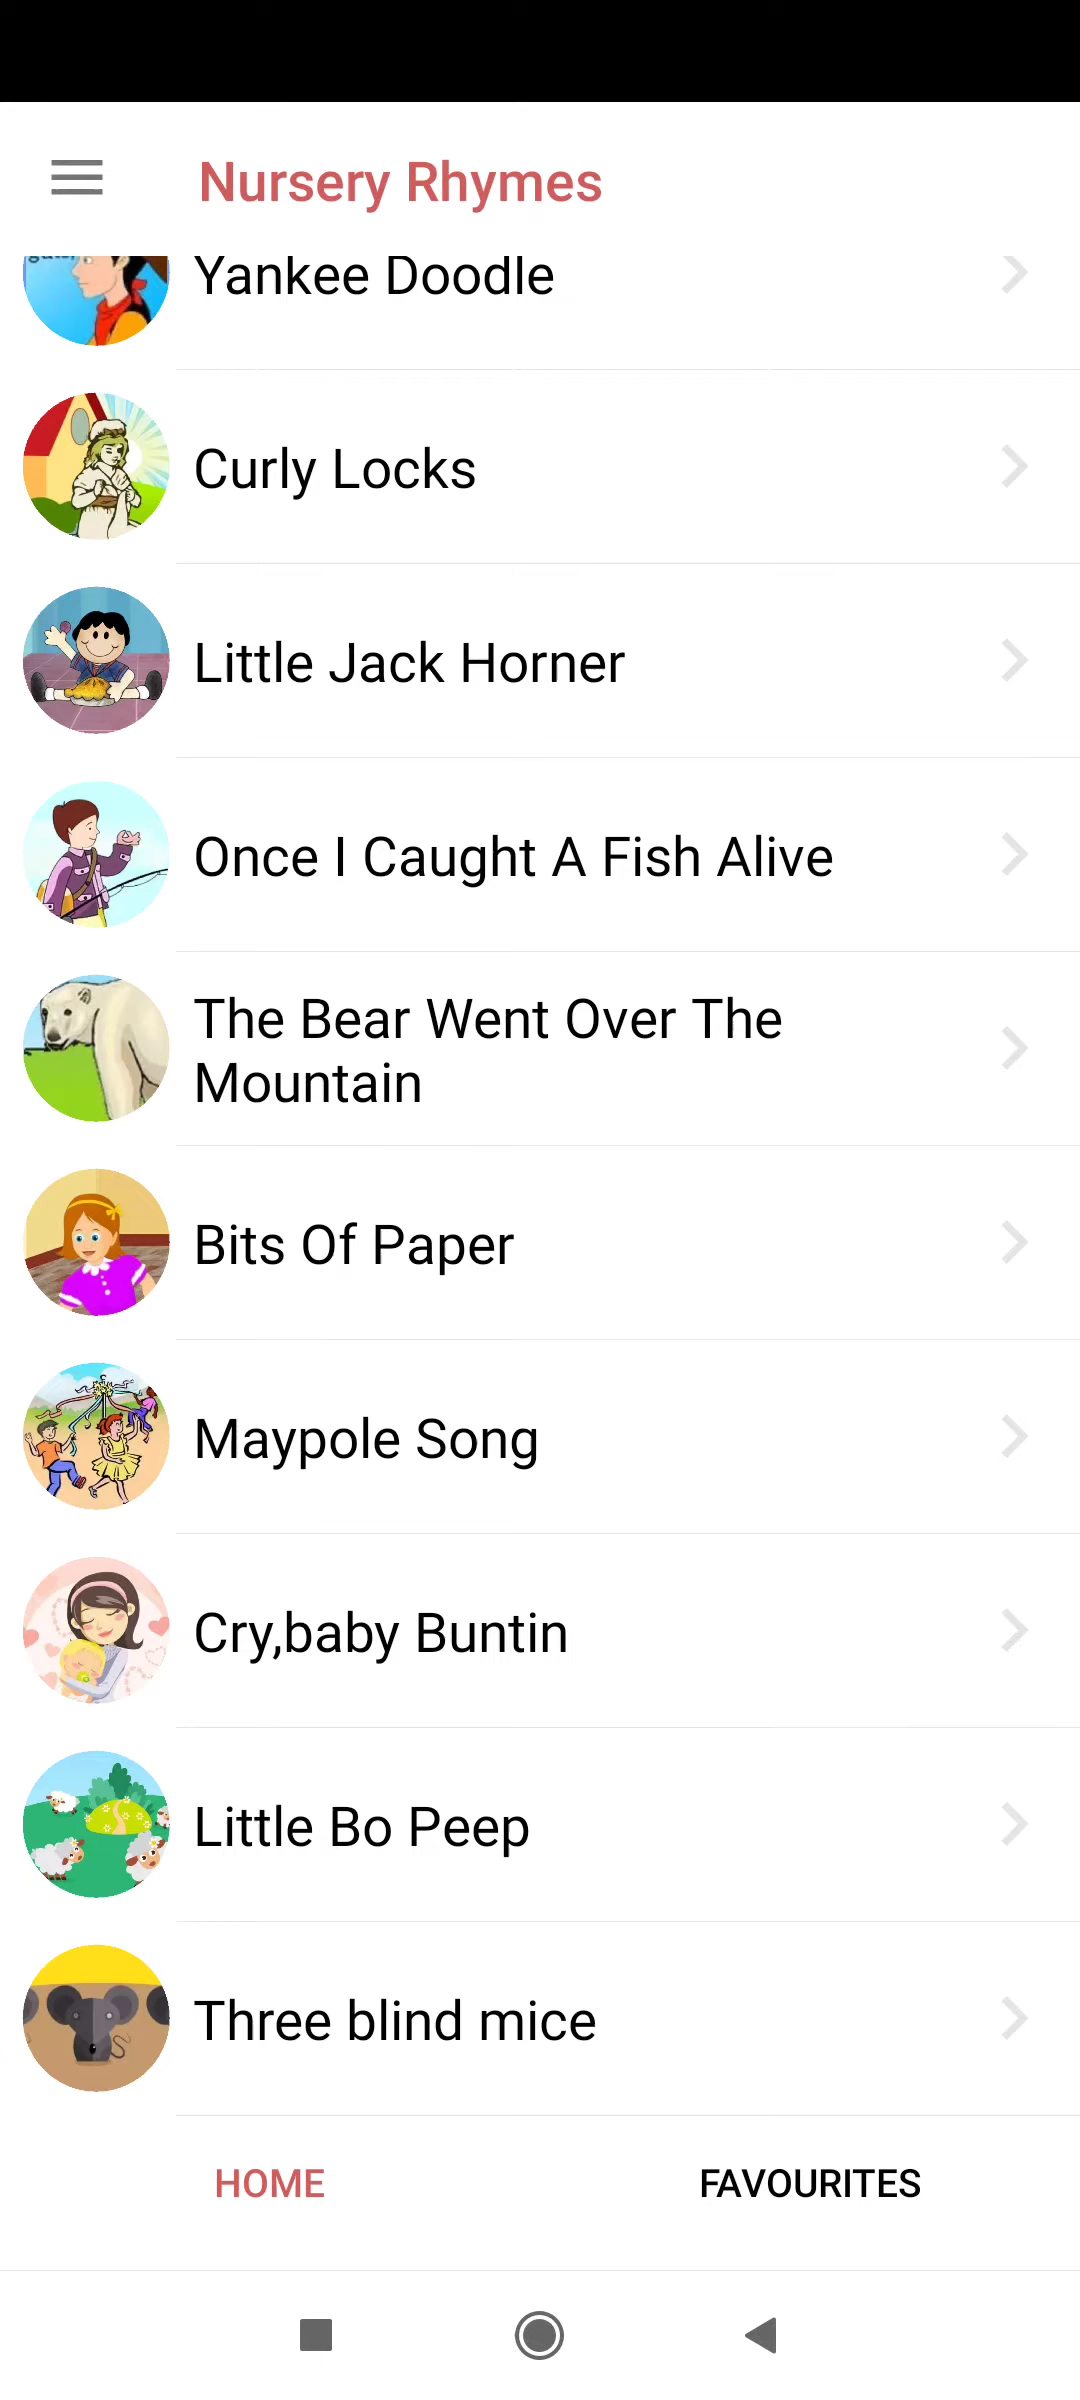 Nursery Rhymes
Yankee Doodle
Curly Locks
Little Jack Horner
Once I Caught A Fish Alive
The Bear Went Over The
Mountain
Bits Of Paper
Maypole Song
Cry,baby Buntin
Little Bo Peep
Three blind mice
HOME
FAVOURITES